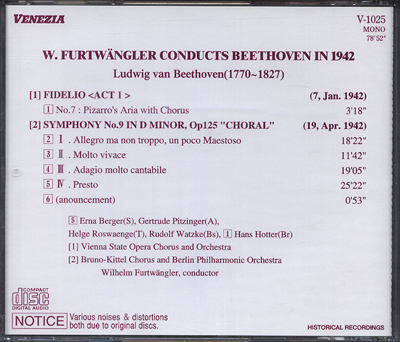 VENEZIA
V-1025
MONO
78'52"
W. FURTWÄNGLER CONDUCTS BEETHOVEN IN 1942
Ludwig van Beethoven(1770~1827)
[1] FIDELIO <ACT I> (7, Jan. 1942)
1 No.7 : Pizarro's Aria with Chorus 3'18"
[2] SYMPHONY No.9 IN D MINOR, Op125 "CHORAL" (19, Apr. 1942)
2 Ⅰ . Allegro ma non troppo, un poco Maestoso 18'22"
3 Ⅱ . Molto vivace 11'42"
4 Ⅲ . Adagio molto cantabile 19'05"
5 Ⅳ . Presto 25'22"
6 (anouncement) 0'53"
5 Erna Berger(S), Gertrude Pitzinger(A),
Helge Roswaenge(T), Rudolf Watzke(Bs), 1 Hans Hotter(Br)
[1] Vienna State Opera Chorus and Orchestra
[2] Bruno-Kittel Chorus and Berlin Philharmonic Orchestra
Wilhelm Furtwängler, conductor
COMPACT
disc
DIGITAL AUDIO
NOTICE
Various noises & distortions
both due to original discs.
HISTORICAL RECORDINGS